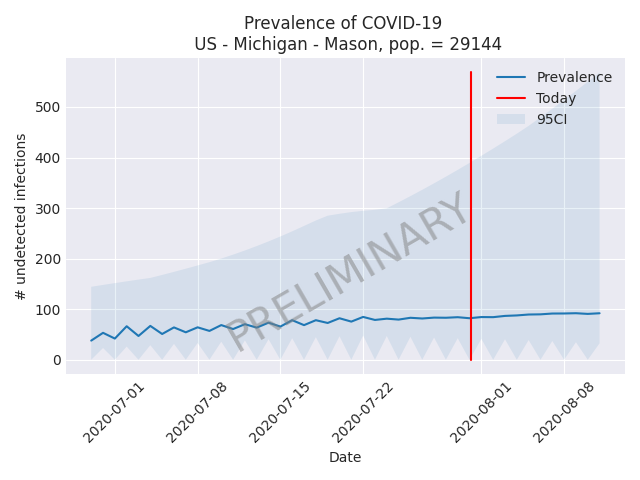 Prevalence of COVID-19
US - Michigan - Mason, pop. = 29144
Prevalence
Today
95CI
PRELIMINARY
# undetected infections
500
400
300
200
100
0
2020-07-01
2020-07-08
2020-07-15
2020-07-22
2020-08-01
2020-08-08
Date